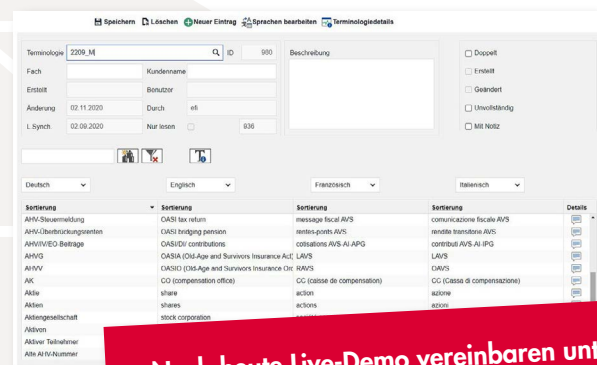 Speichern Löschen Neuer Eintrag Sprachen bearbeiten Terminologiedetails
Terminologie 2209_M ID 980 Beschreibung Doppelt
Fach Kundenname Erstellt
Erstellt Benutzor Geändert
Änderung 02.11.2020 Durch efi Unvollständig
L.Synch. 02.09.2020 Nur lesen 936 Mit Notiz
Deutsch Englisch Französisch Italienisch
Sortierung Sortierung Sortierung Sortierung Details
AHV-Steuermeldung OASI tax return message fiscal AVS comunicazione fiscale AVS
AHV-Überbrückungsrenten OASI bridging pension rentes-ponts AVS rendite transitorie AVS
AHV/IV/EO-Beiträge OASI/DI/ contributions cotisations AVS-AI-APG contributi AVS-AI-IPG
AHVG OASIA (Old-Age and Survivors Insurance Act) LAVS LAVS
AHVV OASIO (Old-Age and Survivors Insurance Orc RAVS OAVS
AK CO (compensation office) CC (caisse de compensation) CC (Cassa di compensazione)
Aktie share action azione
Aktien shares actions azioni
Aktiengesellschaft stock corporation
Aktiven
Aktiver Teilnehmer
Alte AHV-Nummer
heute Live-Demo vereinbaren unt